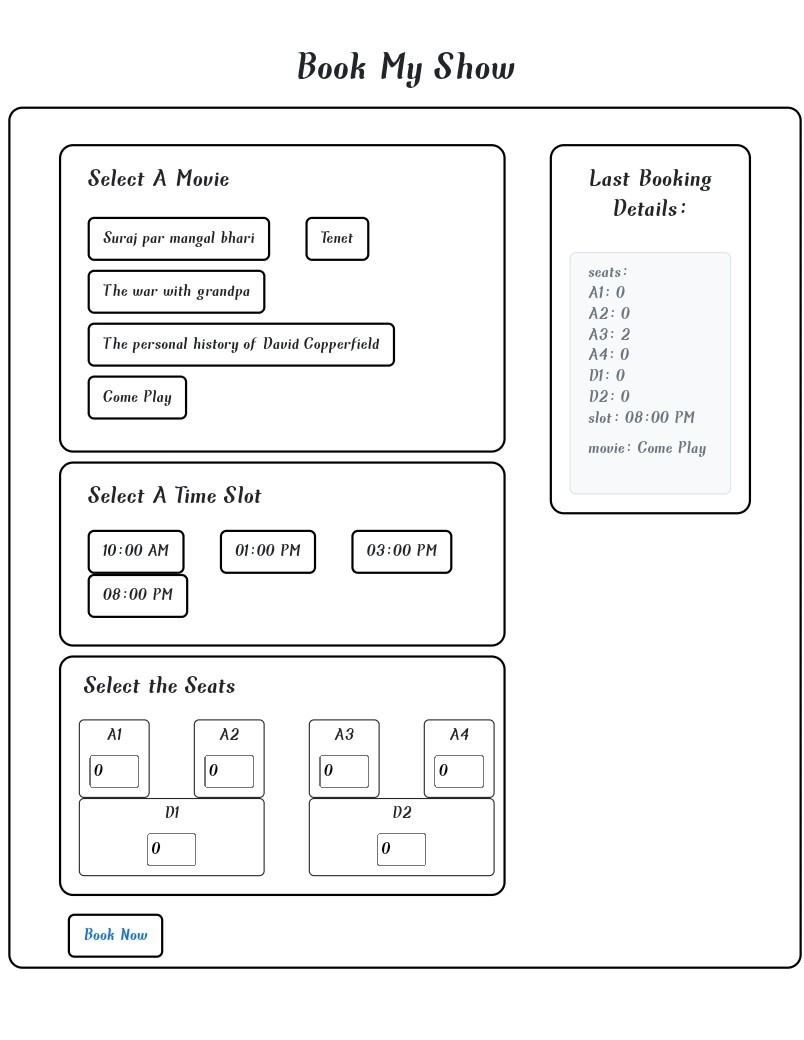 Book My Show
Select A Movie
Suraj par mangal bhari
Tenet
The war with grandpa
The personal history of David Copperfield
Come Play
Select A Time Slot
10:00 AM
01:00 PM
03:00 PM
08:00 PM
Select the Seats
A1
A2
A3
A4
0
0
0
0
D1
D2
0
0
Book Now
Last Booking
Details:
seats:
A1: 0
A2: 0
A3: 2
A4: 0
D1: 0
D2: 0
slot: 08:00 PM
movie: Come Play